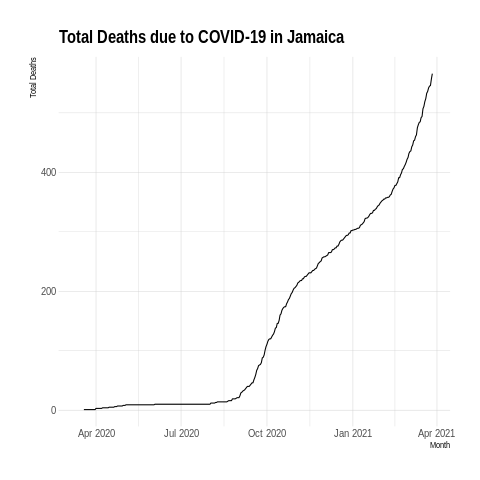 Total Deaths due to COVID-19 in Jamaica
Total Deaths
400
200
0
Apr 2020 Jul 2020 Oct 2020 Jan 2021 Apr 2021
Month